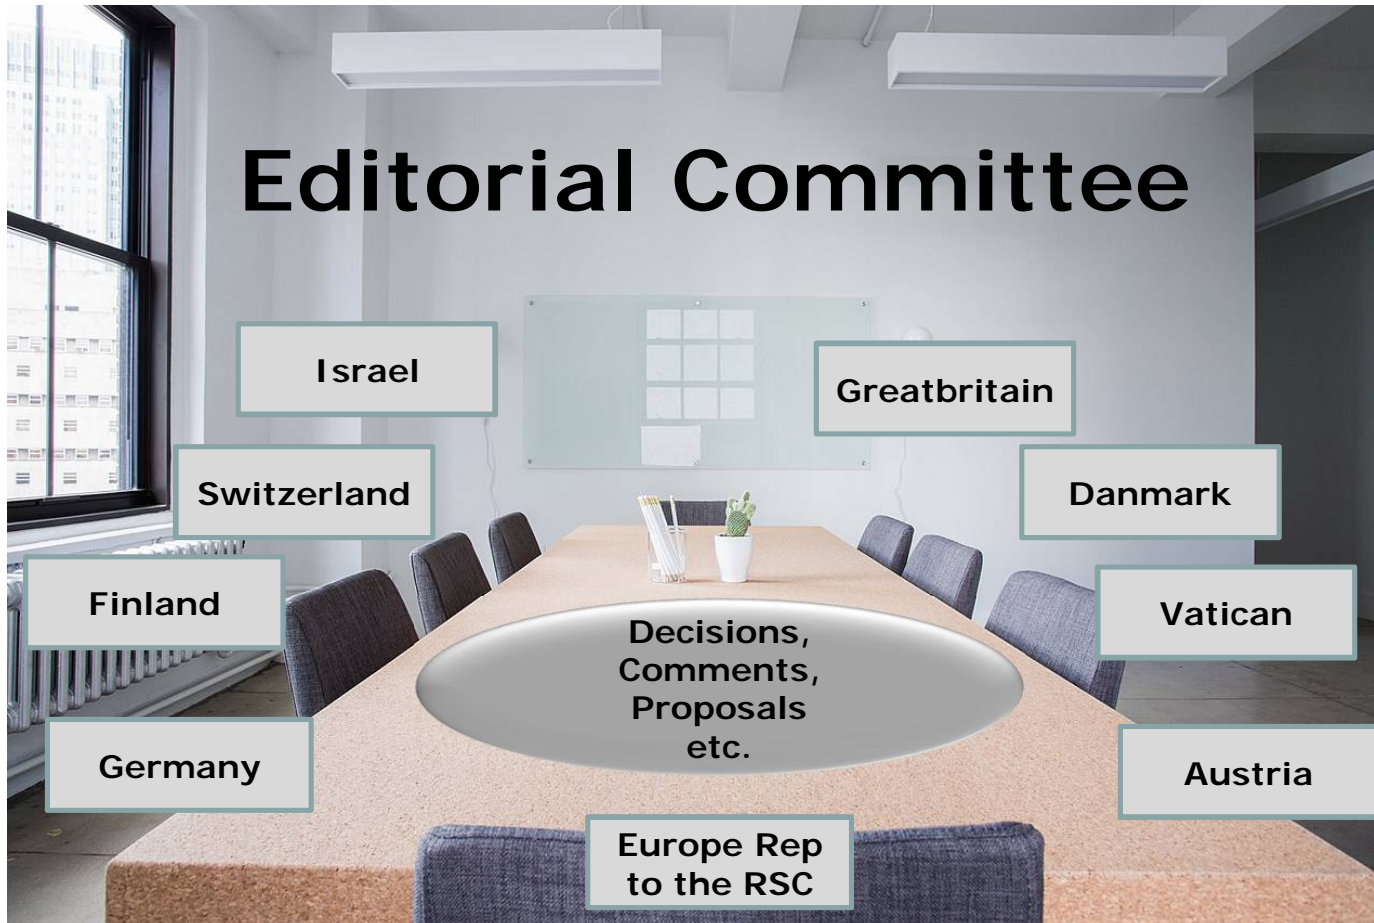 Editorial Committee
Israel
Greatbritain
Switzerland
Danmark
Finland
Vatican
Decisions,
Comments,
Proposals
etc.
Germany
Austria
Europe Rep
to the RSC